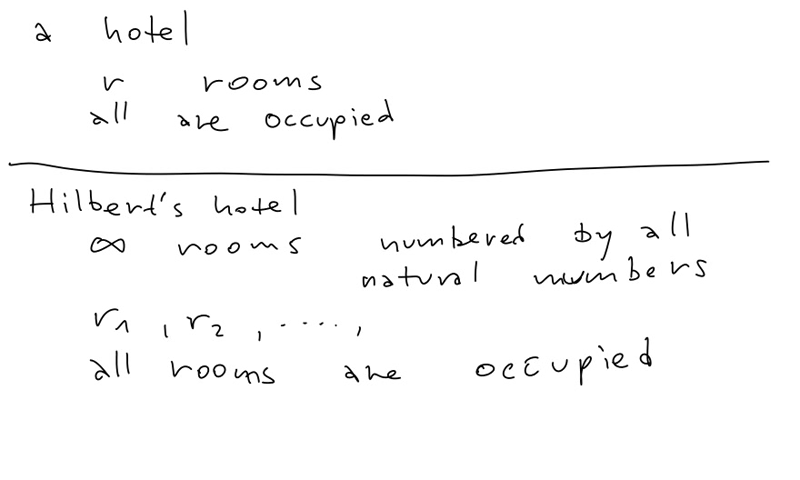 a hotel
r rooms
all are occupied
Hilbert's hotel
∞ rooms numbered by all
natural numbers
r₁, r₂, ....,
all rooms are occupied